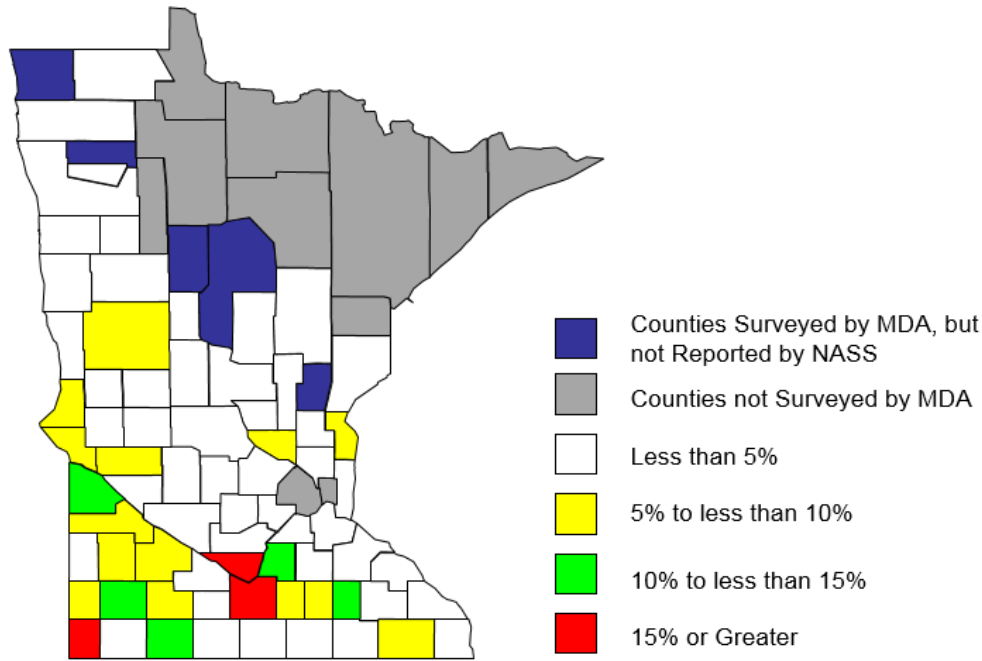 Counties Surveyed by MDA, but
not Reported by NASS
Counties not Surveyed by MDA
Less than 5%
5% to less than 10%
10% to less than 15%
15% or Greater